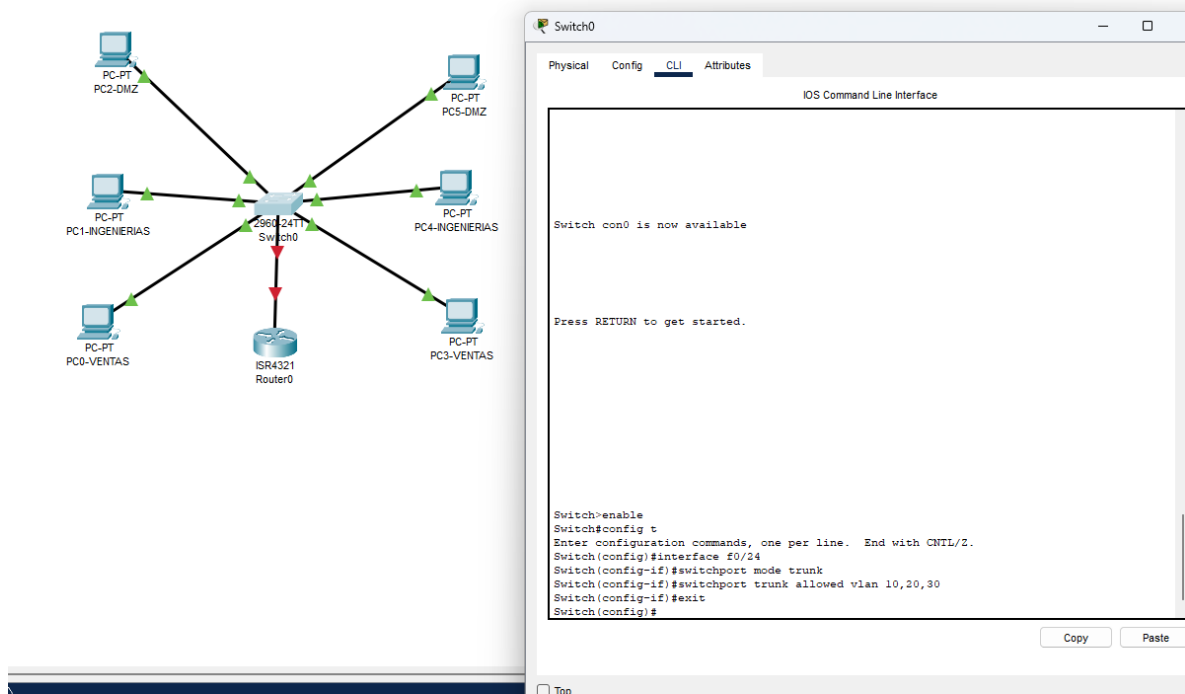 PC-PT
PC2-DMZ
PC-PT
PC5-DMZ
PC-PT
PC1-INGENIERIAS
2960-24TT
Switch0
PC-PT
PC4-INGENIERIAS
PC-PT
PC0-VENTAS
ISR4321
Router0
PC-PT
PC3-VENTAS
Switch0
Physical Config CLI Attributes
IOS Command Line Interface
Switch con0 is now available
Press RETURN to get started.
Switch>enable
Switch#config t
Enter configuration commands, one per line.  End with CNTL/Z.
Switch(config)#interface f0/24
Switch(config-if)#switchport mode trunk
Switch(config-if)#switchport trunk allowed vlan 10,20,30
Switch(config-if)#exit
Switch(config)#
Copy Paste
Top